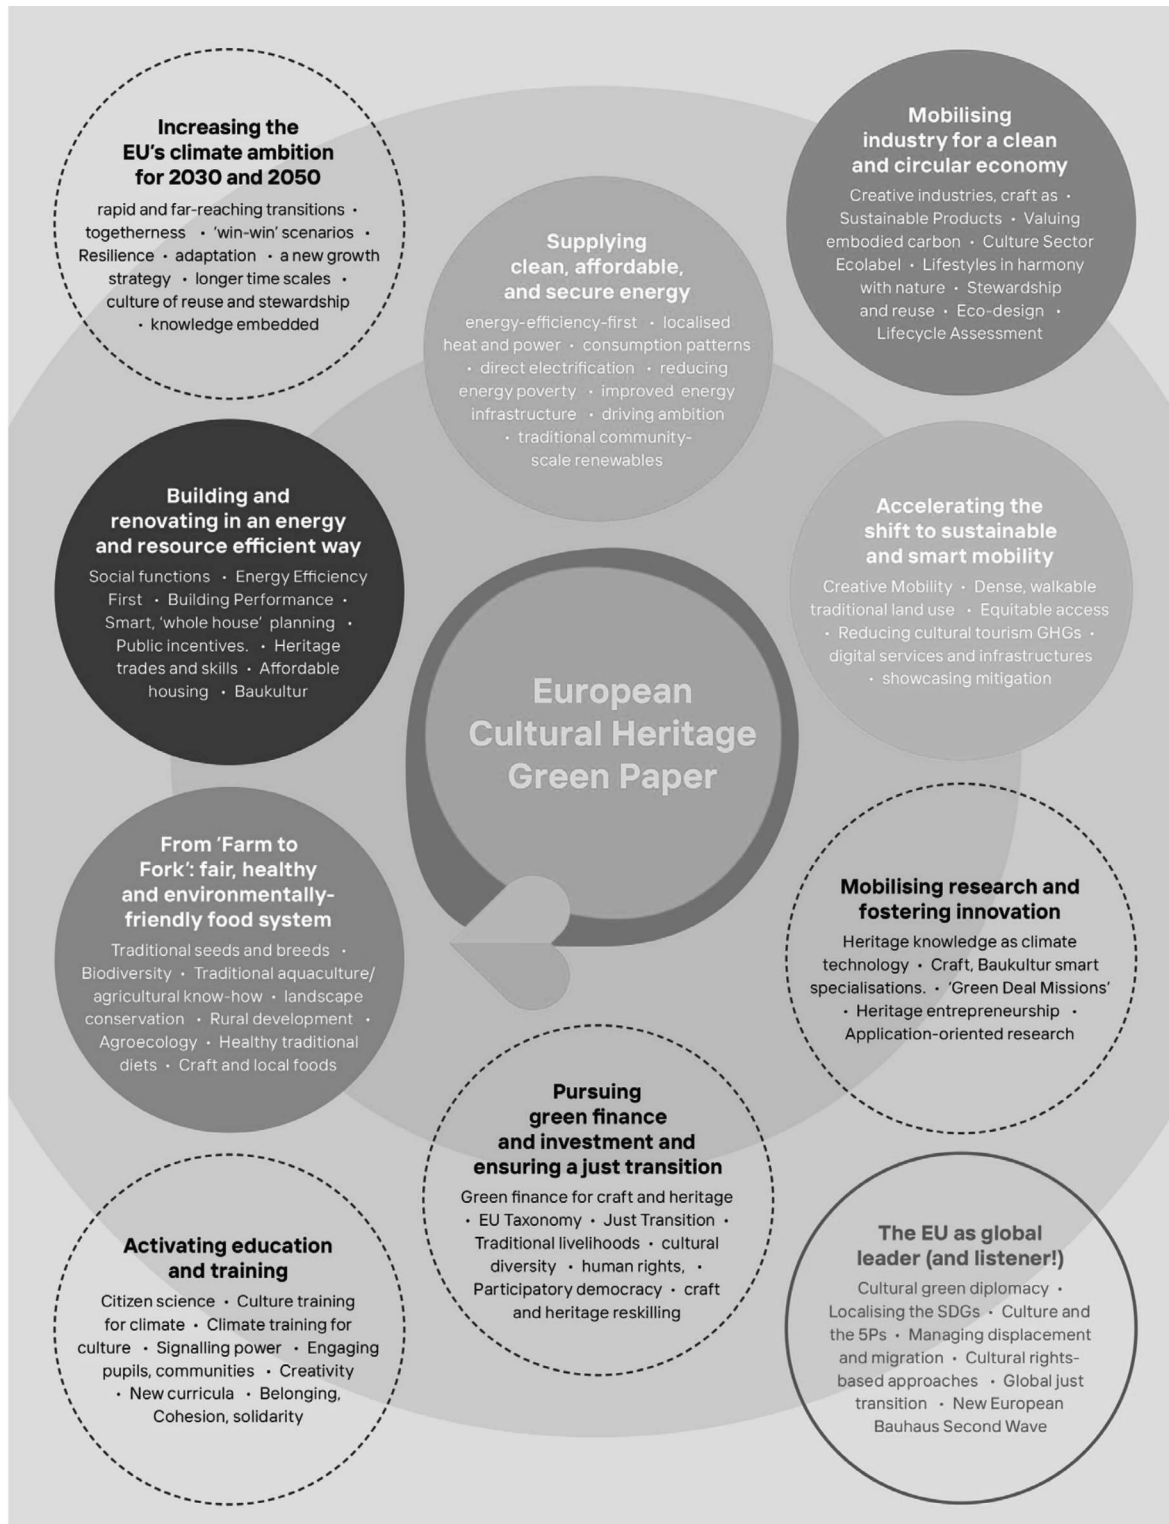 Increasing the
EU's climate ambition
for 2030 and 2050
rapid and far-reaching transitions •
togetherness • 'win-win' scenarios •
Resilience • adaptation • a new growth
strategy • longer time scales •
culture of reuse and stewardship
• knowledge embedded
Supplying
clean, affordable,
and secure energy
energy-efficiency-first • localised
heat and power • consumption patterns
• direct electrification • reducing
energy poverty • improved energy
infrastructure • driving ambition
• traditional community-
scale renewables
Mobilising
industry for a clean
and circular economy
Creative industries, craft as •
Sustainable Products • Valuing
embodied carbon • Culture Sector
Ecolabel • Lifestyles in harmony
with nature • Stewardship
and reuse • Eco-design •
Lifecycle Assessment
Building and
renovating in an energy
and resource efficient way
Social functions • Energy Efficiency
First • Building Performance •
Smart, 'whole house' planning •
Public incentives. • Heritage
trades and skills • Affordable
housing • Baukultur
Accelerating the
shift to sustainable
and smart mobility
Creative Mobility • Dense, walkable
traditional land use • Equitable access
• Reducing cultural tourism GHGs •
digital services and infrastructures
• showcasing mitigation
European
Cultural Heritage
Green Paper
From 'Farm to
Fork': fair, healthy
and environmentally-
friendly food system
Traditional seeds and breeds •
Biodiversity • Traditional aquaculture/
agricultural know-how • landscape
conservation • Rural development •
Agroecology • Healthy traditional
diets • Craft and local foods
Mobilising research and
fostering innovation
Heritage knowledge as climate
technology • Craft, Baukultur smart
specialisations. • 'Green Deal Missions'
• Heritage entrepreneurship •
Application-oriented research
Pursuing
green finance
and investment and
ensuring a just transition
Green finance for craft and heritage
• EU Taxonomy • Just Transition •
Traditional livelihoods • cultural
diversity • human rights, •
Participatory democracy • craft
and heritage reskilling
Activating education
and training
Citizen science • Culture training
for climate • Climate training for
culture • Signalling power • Engaging
pupils, communities • Creativity
• New curricula • Belonging,
Cohesion, solidarity
The EU as global
leader (and listener!)
Cultural green diplomacy •
Localising the SDGs • Culture and
the 5Ps • Managing displacement
and migration • Cultural rights-
based approaches • Global just
transition • New European
Bauhaus Second Wave